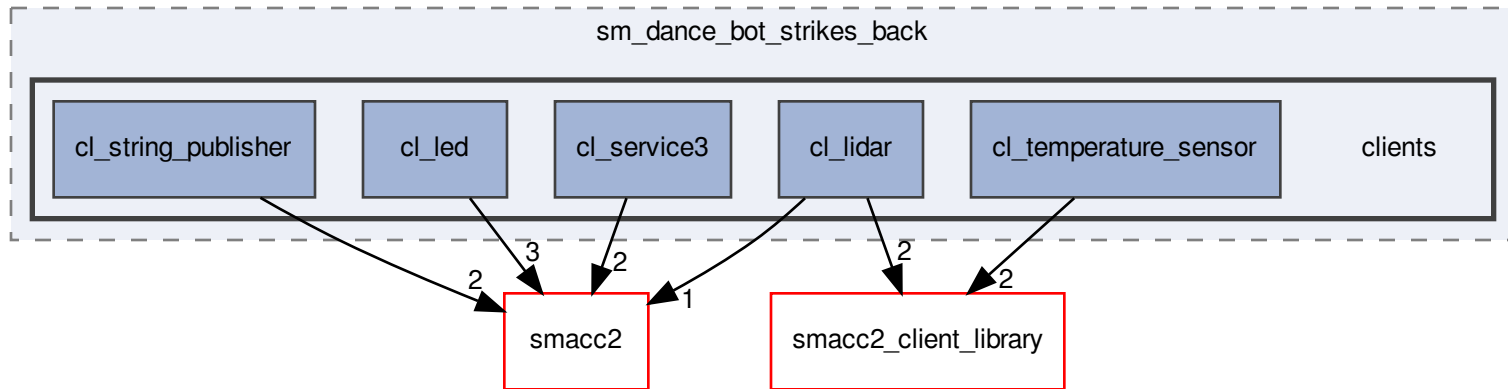 sm_dance_bot_strikes_back
cl_string_publisher
cl_led
cl_service3
cl_lidar
cl_temperature_sensor
clients
2
3
2
1
2
2
smacc2
smacc2_client_library